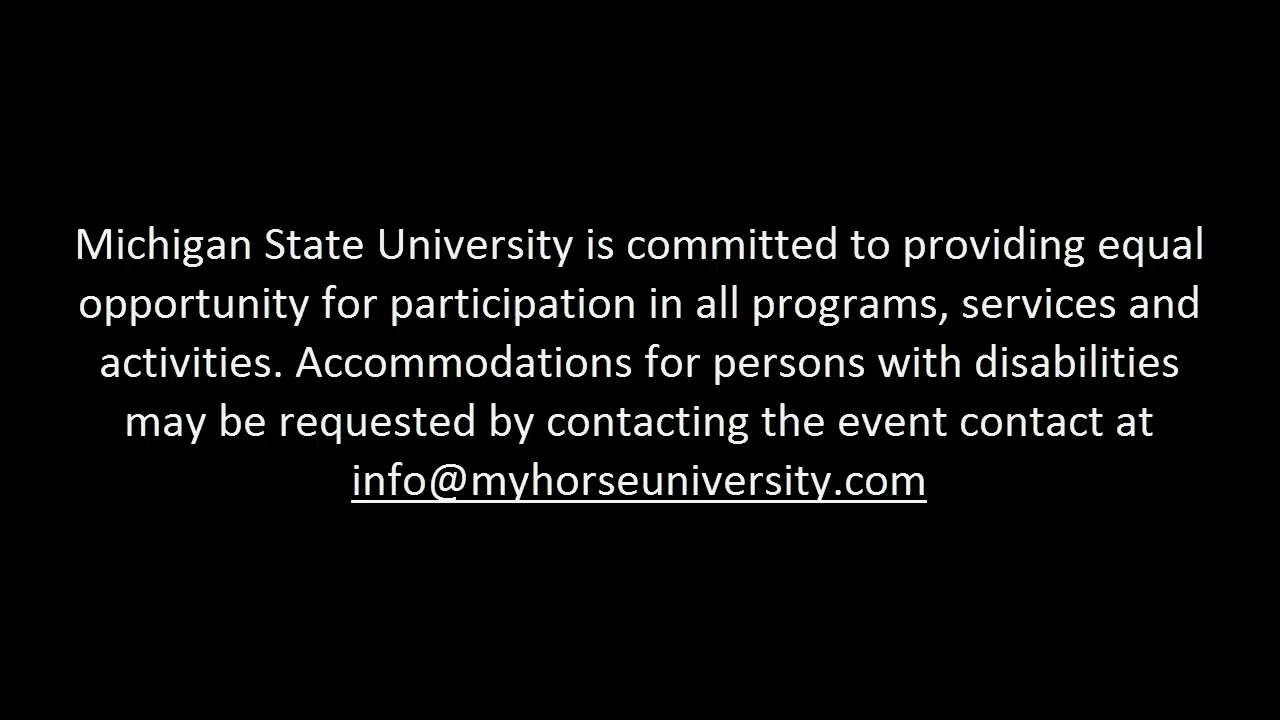 Michigan State University is committed to providing equal
opportunity for participation in all programs, services and
activities. Accommodations for persons with disabilities
may be requested by contacting the event contact at
info@myhorseuniversity.com